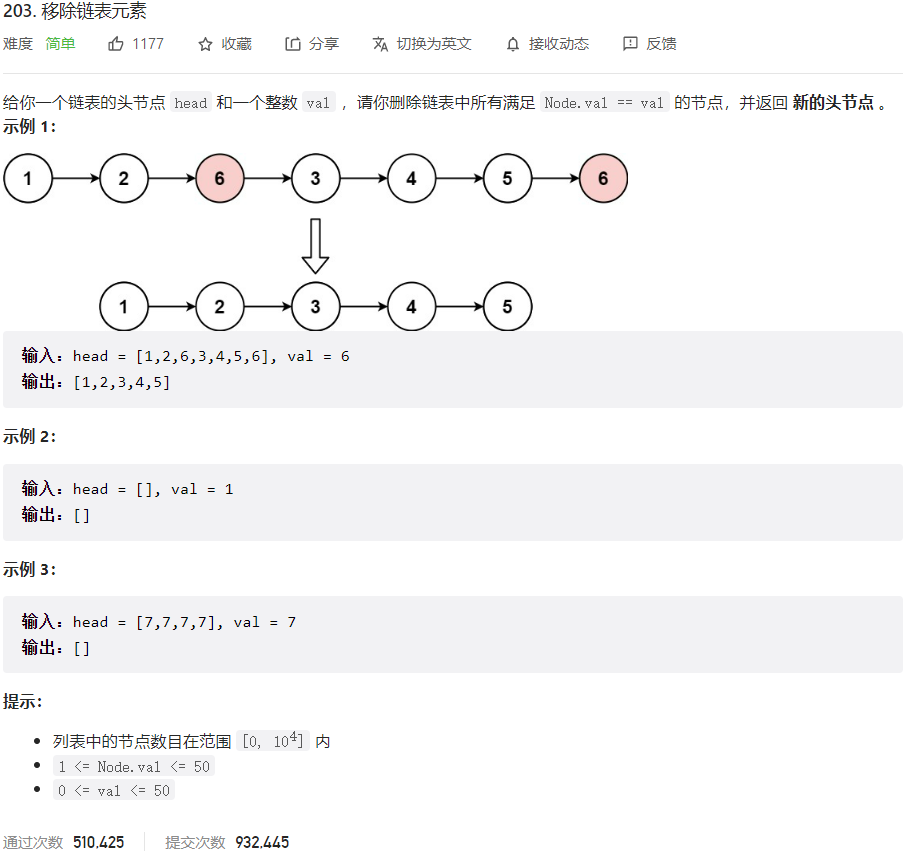 203. 移除链表元素
难度 简单 1177 收藏 分享 切换为英文 接收动态 反馈
给你一个链表的头节点 head 和一个整数 val ，请你删除链表中所有满足 Node.val == val 的节点，并返回 新的头节点 。
示例 1：
1 2 6 3 4 5 6
1 2 3 4 5
输入：head = [1,2,6,3,4,5,6], val = 6
输出：[1,2,3,4,5]
示例 2：
输入：head = [], val = 1
输出：[]
示例 3：
输入：head = [7,7,7,7], val = 7
输出：[]
提示：
列表中的节点数目在范围 [0, 10⁴] 内
1 <= Node.val <= 50
0 <= val <= 50
通过次数 510,425 提交次数 932,445